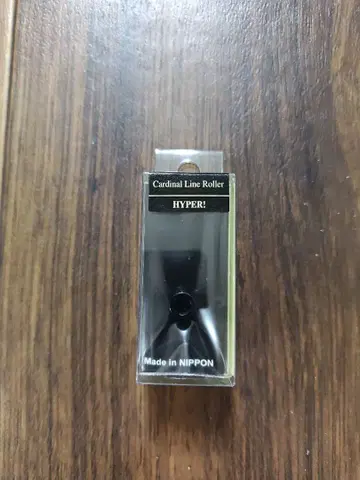 Cardinal Line Roller
HYPER!
Made in NIPPON